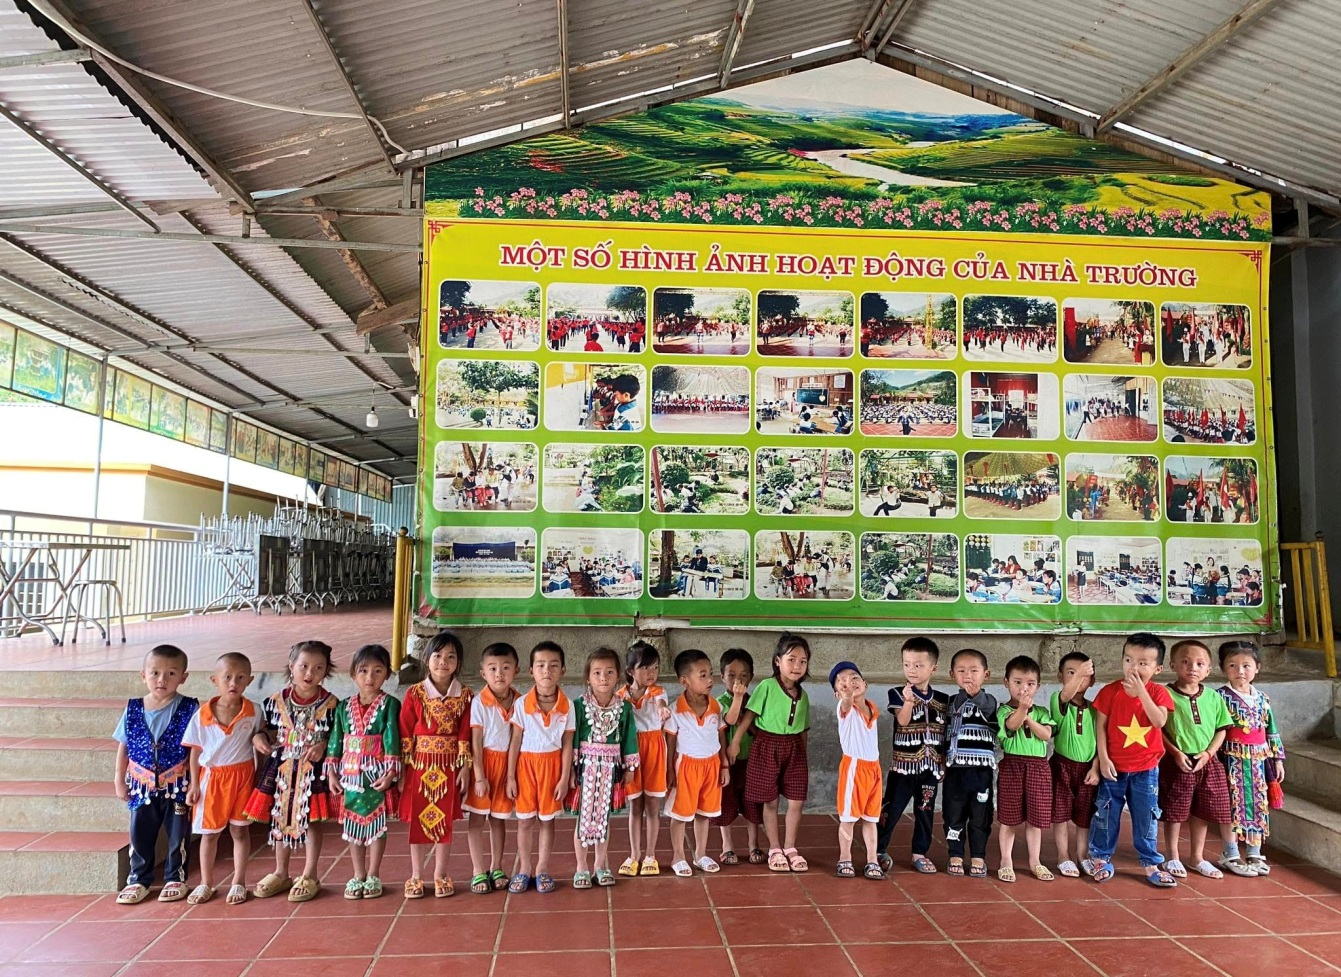 MỘT SỐ HÌNH ẢNH HOẠT ĐỘNG CỦA NHÀ TRƯỜNG